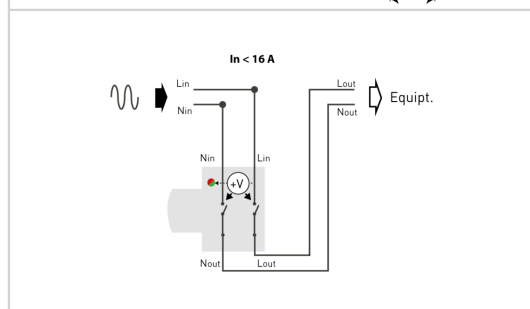 In < 16 A
Lin
Lout
Equipt.
Nin
Nout
Nin
Lin
+V
Nout
Lout